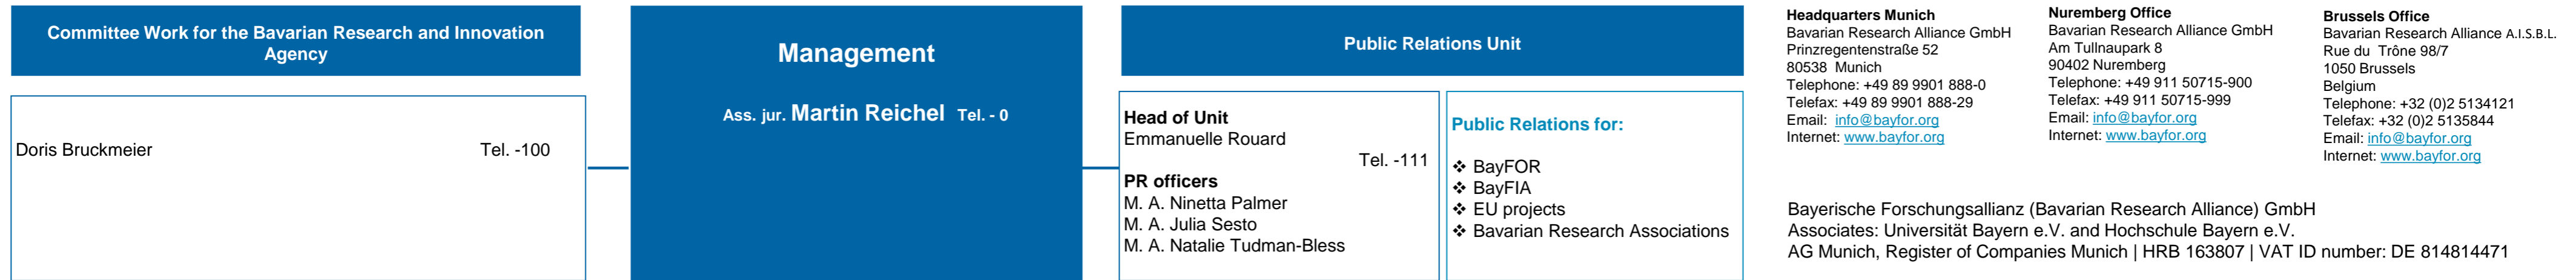 Committee Work for the Bavarian Research and Innovation
Agency
Doris Bruckmeier Tel. -100
Management
Ass. jur. Martin Reichel Tel. - 0
Public Relations Unit
Head of Unit
Emmanuelle Rouard
Tel. -111
PR officers
M. A. Ninetta Palmer
M. A. Julia Sesto
M. A. Natalie Tudman-Bless
Public Relations for:
❖ BayFOR
❖ BayFIA
❖ EU projects
❖ Bavarian Research Associations
Headquarters Munich
Bavarian Research Alliance GmbH
Prinzregentenstraße 52
80538 Munich
Telephone: +49 89 9901 888-0
Telefax: +49 89 9901 888-29
Email: info@bayfor.org
Internet: www.bayfor.org
Nuremberg Office
Bavarian Research Alliance GmbH
Am Tullnaupark 8
90402 Nuremberg
Telephone: +49 911 50715-900
Telefax: +49 911 50715-999
Email: info@bayfor.org
Internet: www.bayfor.org
Brussels Office
Bavarian Research Alliance A.I.S.B.L.
Rue du Trône 98/7
1050 Brussels
Belgium
Telephone: +32 (0)2 5134121
Telefax: +32 (0)2 5135844
Email: info@bayfor.org
Internet: www.bayfor.org
Bayerische Forschungsallianz (Bavarian Research Alliance) GmbH
Associates: Universität Bayern e.V. and Hochschule Bayern e.V.
AG Munich, Register of Companies Munich | HRB 163807 | VAT ID number: DE 814814471